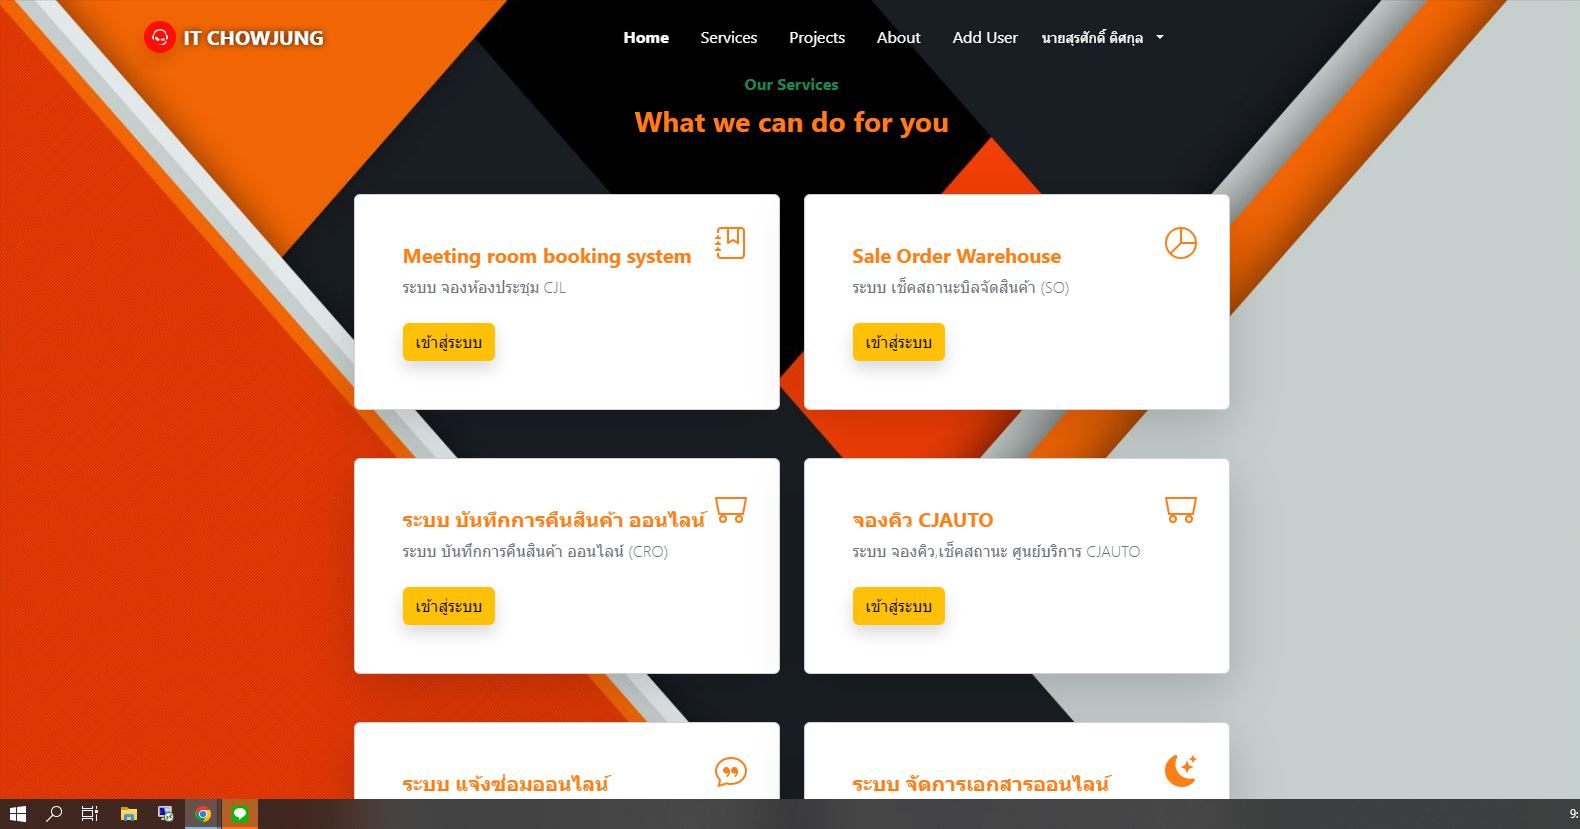 IT CHOWJUNG
Home Services Projects About Add User นายสุรศักดิ์ ดิศกุล
Our Services
What we can do for you
Meeting room booking system
ระบบ จองห้องประชุม CJL
เข้าสู่ระบบ
Sale Order Warehouse
ระบบ เช็คสถานะบิลจัดสินค้า (SO)
เข้าสู่ระบบ
ระบบ บันทึกการคืนสินค้า ออนไลน์
ระบบ บันทึกการคืนสินค้า ออนไลน์ (CRO)
เข้าสู่ระบบ
จองคิว CJAUTO
ระบบ จองคิว,เช็คสถานะ ศูนย์บริการ CJAUTO
เข้าสู่ระบบ
ระบบ แจ้งซ่อมออนไลน์
ระบบ จัดการเอกสารออนไลน์
9: